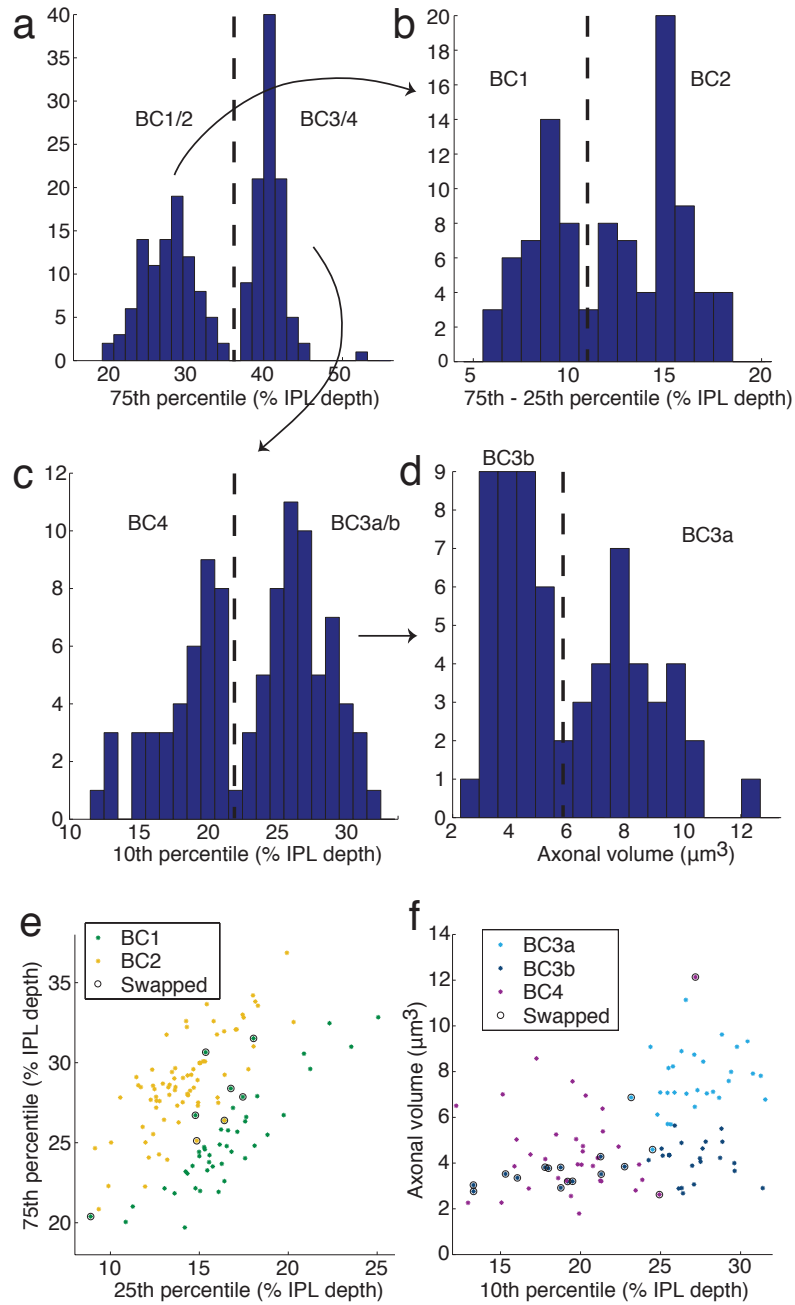 a
40
35
30
25
20
15
10
5
0
BC1/2
BC3/4
20 30 40 50
75th percentile (% IPL depth)
b
20
18
16
14
12
10
8
6
4
2
0
BC1
BC2
5 10 15 20
75th - 25th percentile (% IPL depth)
c
12
10
8
6
4
2
0
BC4
BC3a/b
10 15 20 25 30
10th percentile (% IPL depth)
d
9
8
7
6
5
4
3
2
1
0
BC3b
BC3a
2 4 6 8 10 12
Axonal volume (µm³)
e
BC1
BC2
Swapped
75th percentile (% IPL depth)
35
30
25
20
10 15 20 25
25th percentile (% IPL depth)
f
BC3a
BC3b
BC4
Swapped
Axonal volume (µm³)
14
12
10
8
6
4
2
0
15 20 25 30
10th percentile (% IPL depth)